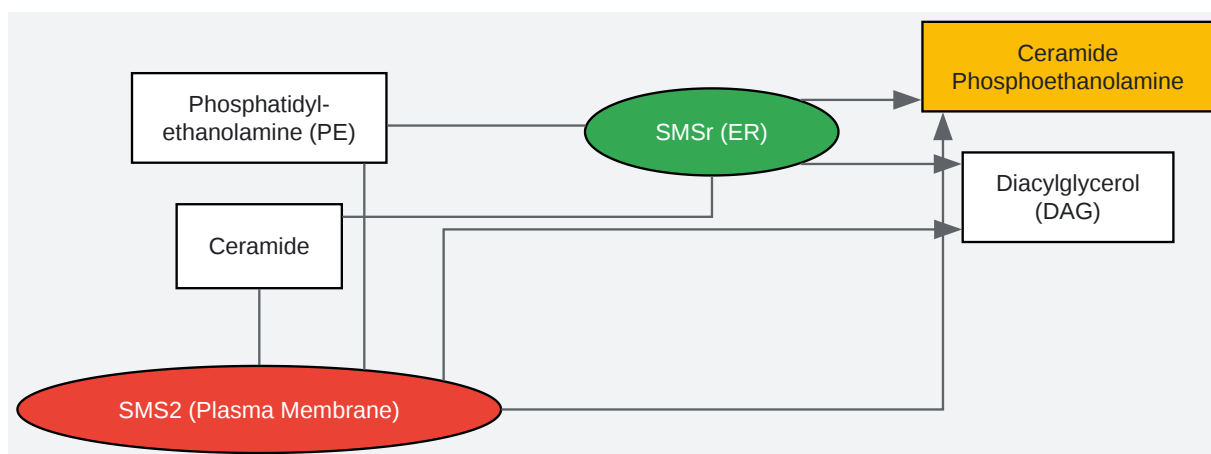 Ceramide
Phosphoethanolamine
Phosphatidyl-
ethanolamine (PE)
SMSr (ER)
Diacylglycerol
(DAG)
Ceramide
SMS2 (Plasma Membrane)